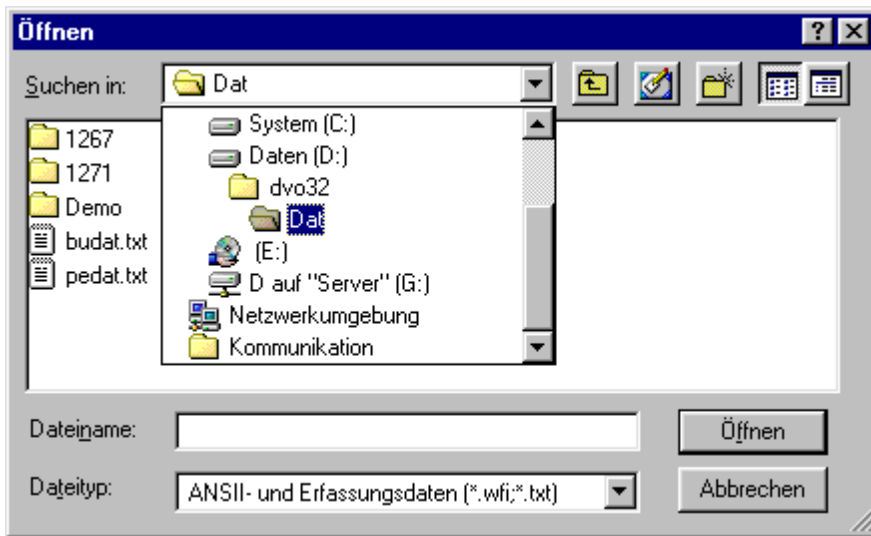 Öffnen
Suchen in: Dat
1267
1271
Demo
budat.txt
pedat.txt
System (C:)
Daten (D:)
dvo32
Dat
(E:)
D auf "Server" (G:)
Netzwerkumgebung
Kommunikation
Dateiname: Öffnen
Dateityp: ANSII- und Erfassungsdaten (*.wfi;*.txt) Abbrechen